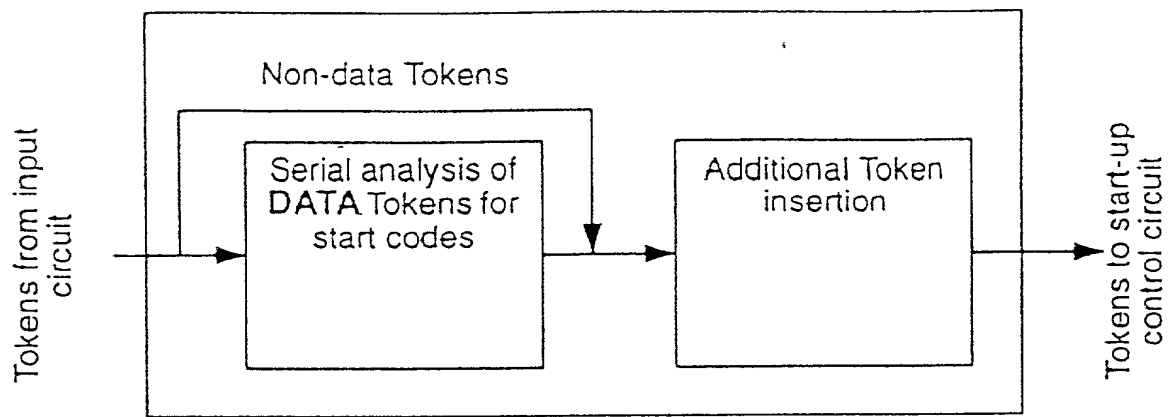 Tokens from input
circuit
Non-data Tokens
Serial analysis of
DATA Tokens for
start codes
Additional Token
insertion
Tokens to start-up
control circuit